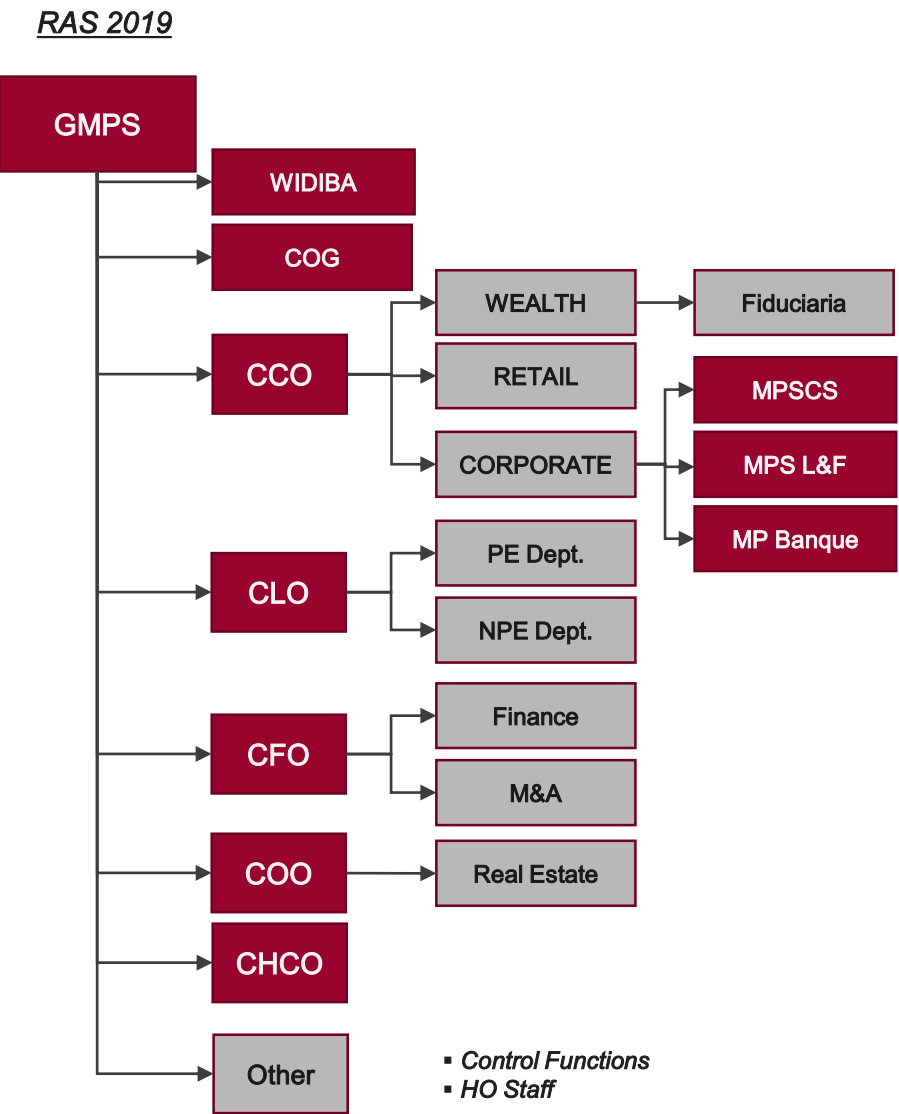 RAS 2019
GMPS
WIDIBA
COG
WEALTH
Fiduciaria
CCO
RETAIL
MPSCS
CORPORATE
MPS L&F
MP Banque
PE Dept.
CLO
NPE Dept.
Finance
CFO
M&A
COO
Real Estate
CHCO
Other
▪ Control Functions
▪ HO Staff